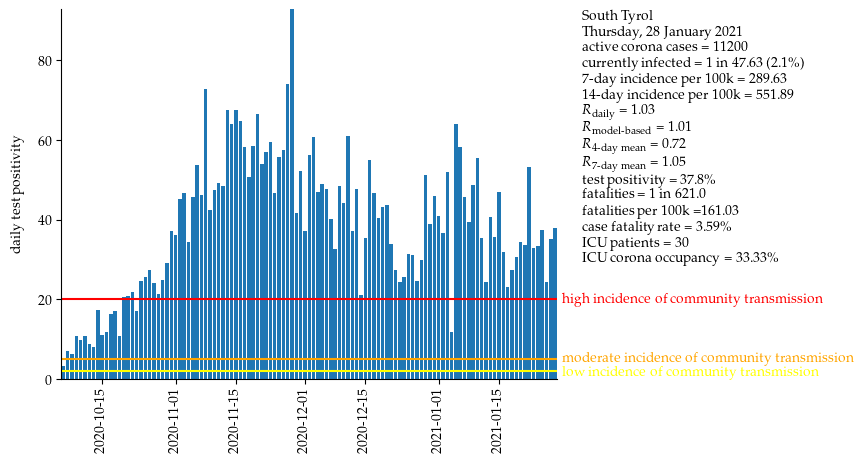 South Tyrol
Thursday, 28 January 2021
active corona cases = 11200
currently infected = 1 in 47.63 (2.1%)
7-day incidence per 100k = 289.63
14-day incidence per 100k = 551.89
R daily = 1.03
R model-based = 1.01
R 4-day mean = 0.72
R 7-day mean = 1.05
test positivity = 37.8%
fatalities = 1 in 621.0
fatalities per 100k =161.03
case fatality rate = 3.59%
ICU patients = 30
ICU corona occupancy = 33.33%
daily test positivity
80
60
40
20
0
high incidence of community transmission
moderate incidence of community transmission
low incidence of community transmission
2020-10-15
2020-11-01
2020-11-15
2020-12-01
2020-12-15
2021-01-01
2021-01-15